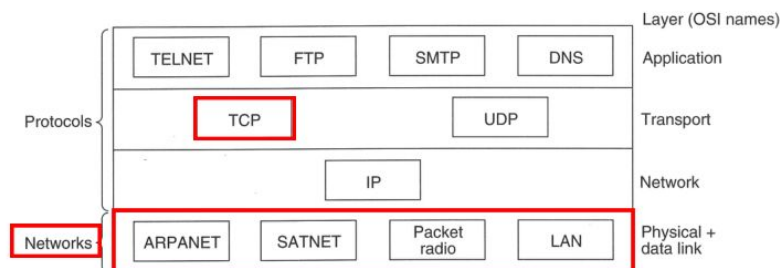 Layer (OSI names)
TELNET FTP SMTP DNS Application
Protocols TCP UDP Transport
IP Network
Networks ARPANET SATNET Packet radio LAN Physical + data link